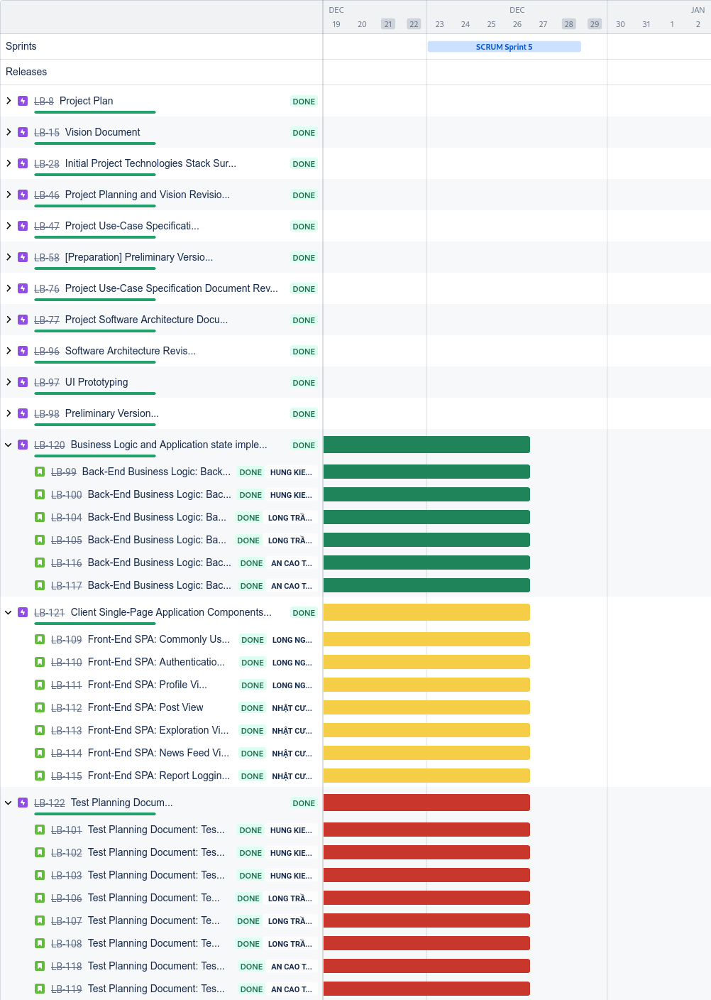 DEC DEC JAN
19 20 21 22 23 24 25 26 27 28 29 30 31 1 2
Sprints SCRUM Sprint 5
Releases
LB-8 Project Plan DONE
LB-15 Vision Document DONE
LB-28 Initial Project Technologies Stack Sur... DONE
LB-46 Project Planning and Vision Revisio... DONE
LB-47 Project Use-Case Specificati... DONE
LB-58 [Preparation] Preliminary Versio... DONE
LB-76 Project Use-Case Specification Document Rev... DONE
LB-77 Project Software Architecture Docu... DONE
LB-96 Software Architecture Revis... DONE
LB-97 UI Prototyping DONE
LB-98 Preliminary Version... DONE
LB-120 Business Logic and Application state imple... DONE
LB-99 Back-End Business Logic: Back... DONE HUNG KIE...
LB-100 Back-End Business Logic: Bac... DONE HUNG KIE...
LB-104 Back-End Business Logic: Ba... DONE LONG TRẦ...
LB-105 Back-End Business Logic: Ba... DONE LONG TRẦ...
LB-116 Back-End Business Logic: Bac... DONE AN CAO T...
LB-117 Back-End Business Logic: Bac... DONE AN CAO T...
LB-121 Client Single-Page Application Components... DONE
LB-109 Front-End SPA: Commonly Us... DONE LONG NG...
LB-110 Front-End SPA: Authenticatio... DONE LONG NG...
LB-111 Front-End SPA: Profile Vi... DONE LONG NG...
LB-112 Front-End SPA: Post View DONE NHẬT CƯ...
LB-113 Front-End SPA: Exploration Vi... DONE NHẬT CƯ...
LB-114 Front-End SPA: News Feed Vi... DONE NHẬT CƯ...
LB-115 Front-End SPA: Report Loggin... DONE NHẬT CƯ...
LB-122 Test Planning Docum... DONE
LB-101 Test Planning Document: Tes... DONE HUNG KIE...
LB-102 Test Planning Document: Tes... DONE HUNG KIE...
LB-103 Test Planning Document: Tes... DONE HUNG KIE...
LB-106 Test Planning Document: Te... DONE LONG TRẦ...
LB-107 Test Planning Document: Te... DONE LONG TRẦ...
LB-108 Test Planning Document: Te... DONE LONG TRẦ...
LB-118 Test Planning Document: Tes... DONE AN CAO T...
LB-119 Test Planning Document: Tes... DONE AN CAO T...